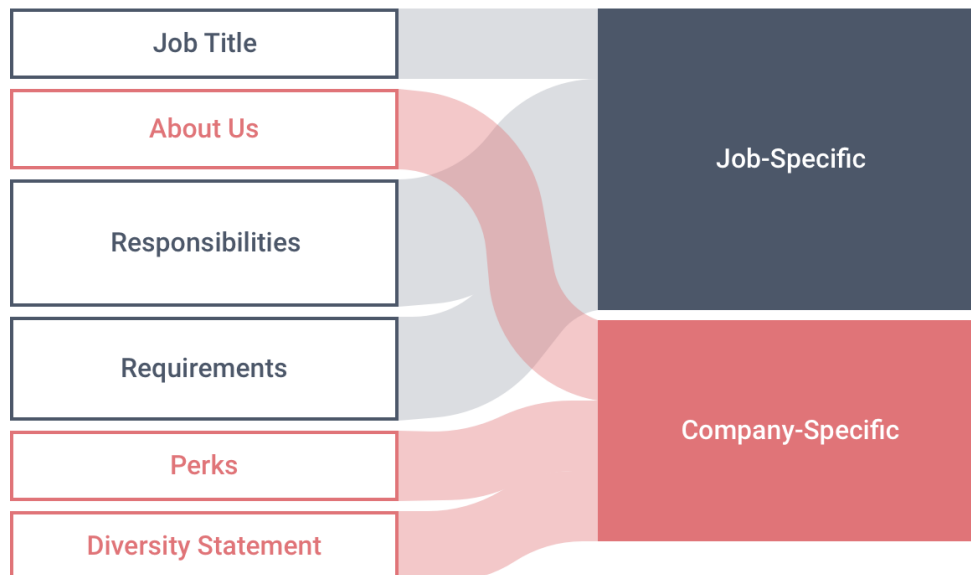 Job Title
About Us
Responsibilities
Requirements
Perks
Diversity Statement
Job-Specific
Company-Specific